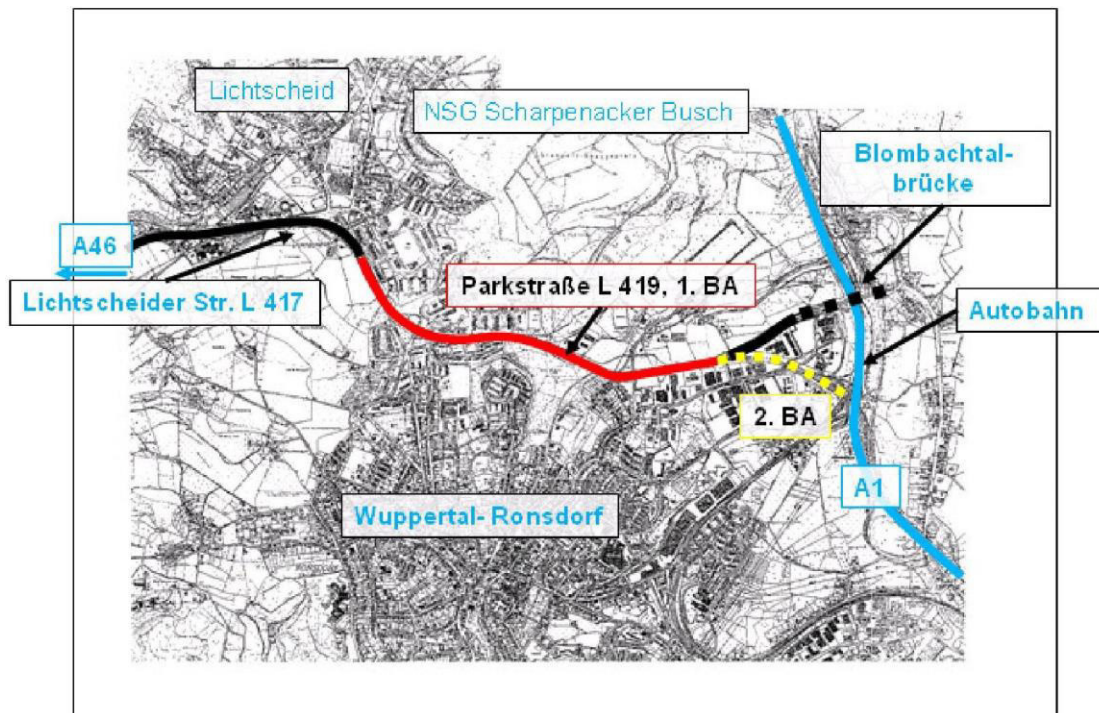 Lichtscheid
NSG Scharpenacker Busch
Blombachtal-
brücke
A46
Lichtscheider Str. L 417
Parkstraße L 419, 1. BA
Autobahn
2. BA
A1
Wuppertal- Ronsdorf